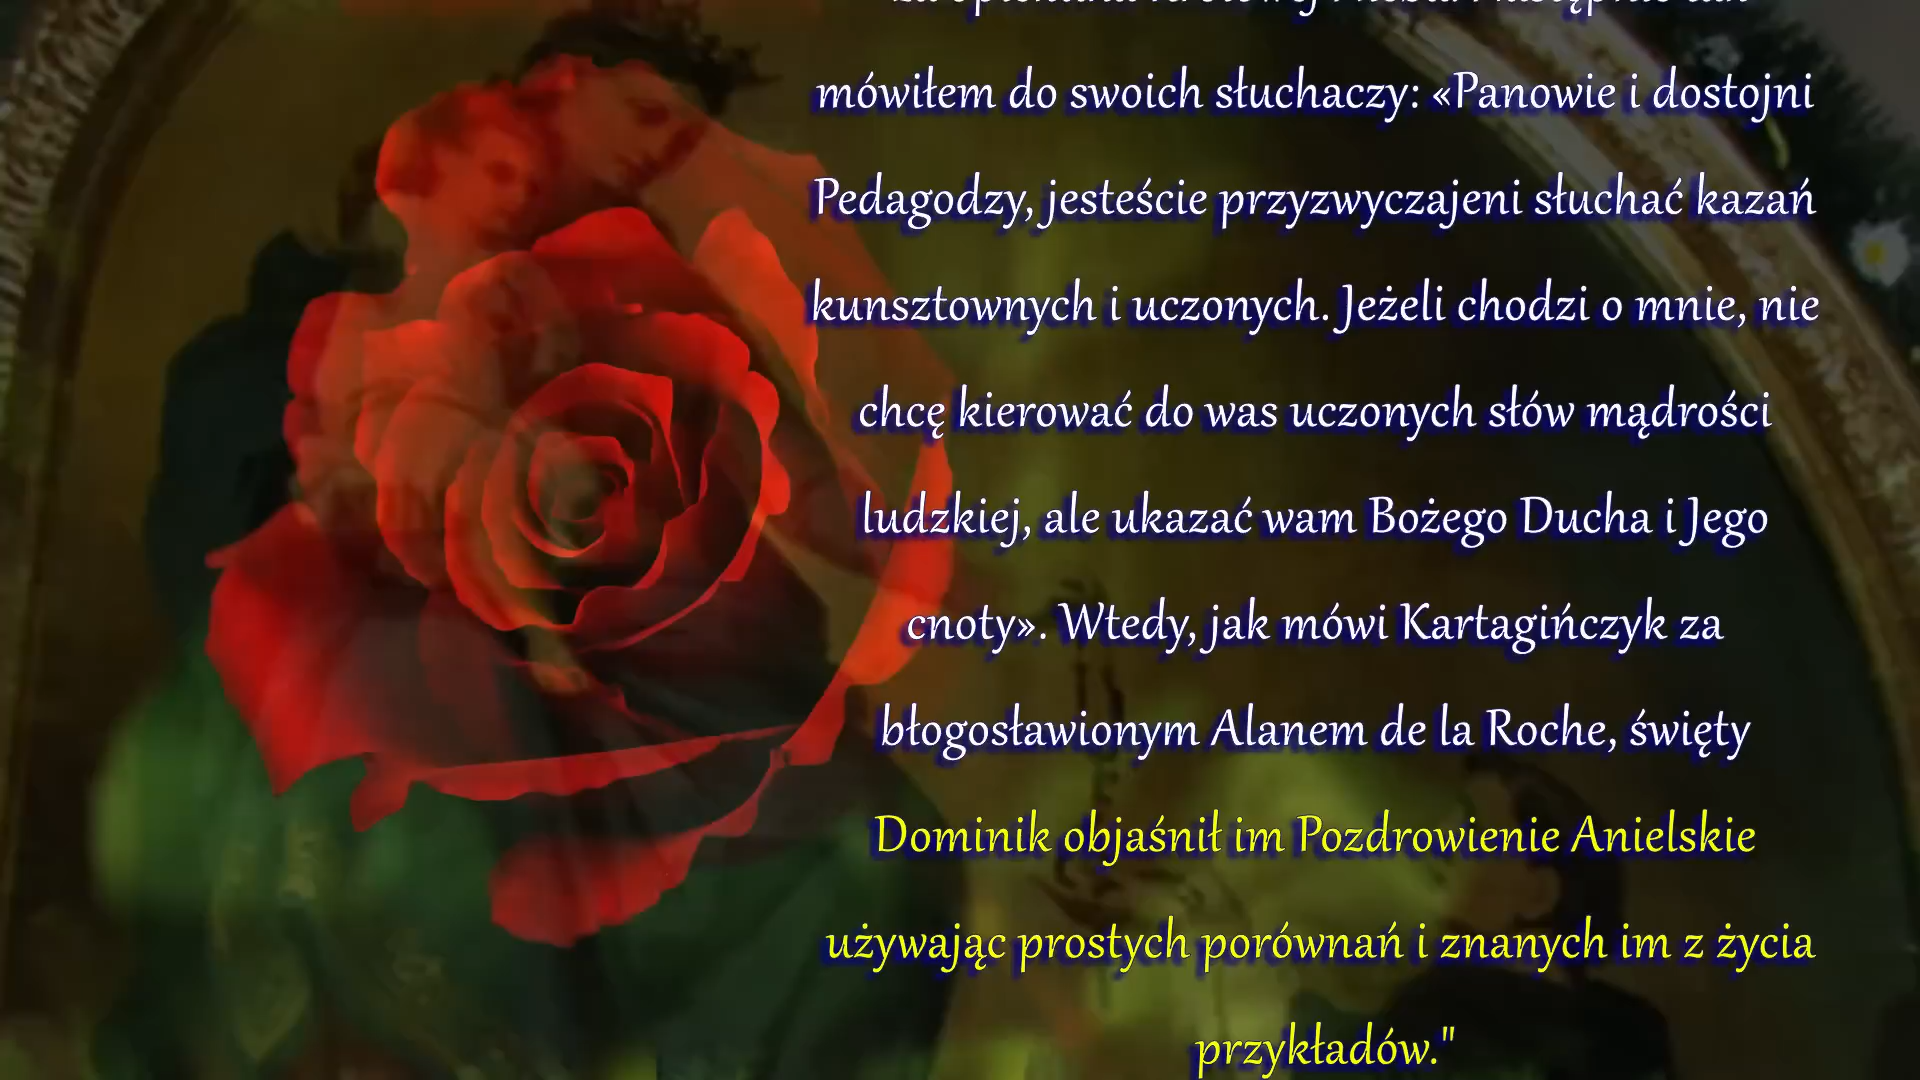 mówiłem do swoich słuchaczy: «Panowie i dostojni
Pedagodzy, jesteście przyzwyczajeni słuchać kazań
kunsztownych i uczonych. Jeżeli chodzi o mnie, nie
chcę kierować do was uczonych słów mądrości
ludzkiej, ale ukazać wam Bożego Ducha i Jego
cnoty». Wtedy, jak mówi Kartagińczyk za
błogosławionym Alanem de la Roche, święty
Dominik objaśnił im Pozdrowienie Anielskie
używając prostych porównań i znanych im z życia
przykładów."